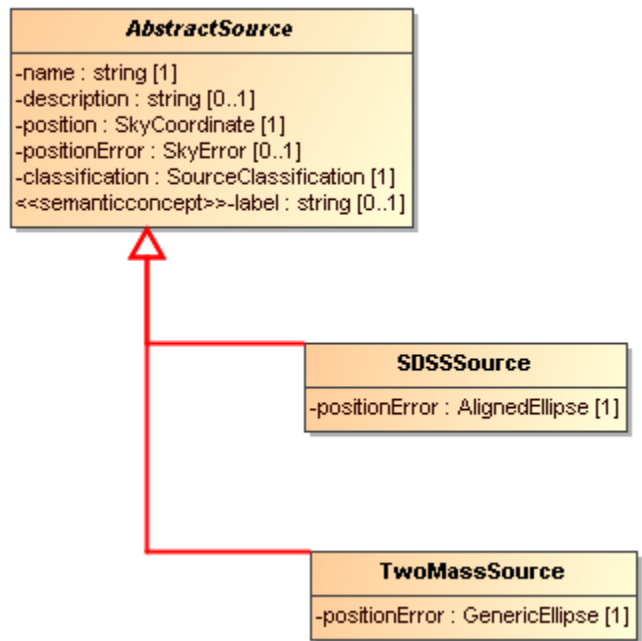 AbstractSource
-name : string [1]
-description : string [0..1]
-position : SkyCoordinate [1]
-positionError : SkyError [0..1]
-classification : SourceClassification [1]
<<semanticconcept>>-label : string [0..1]
SDSSSource
-positionError : AlignedEllipse [1]
TwoMassSource
-positionError : GenericEllipse [1]